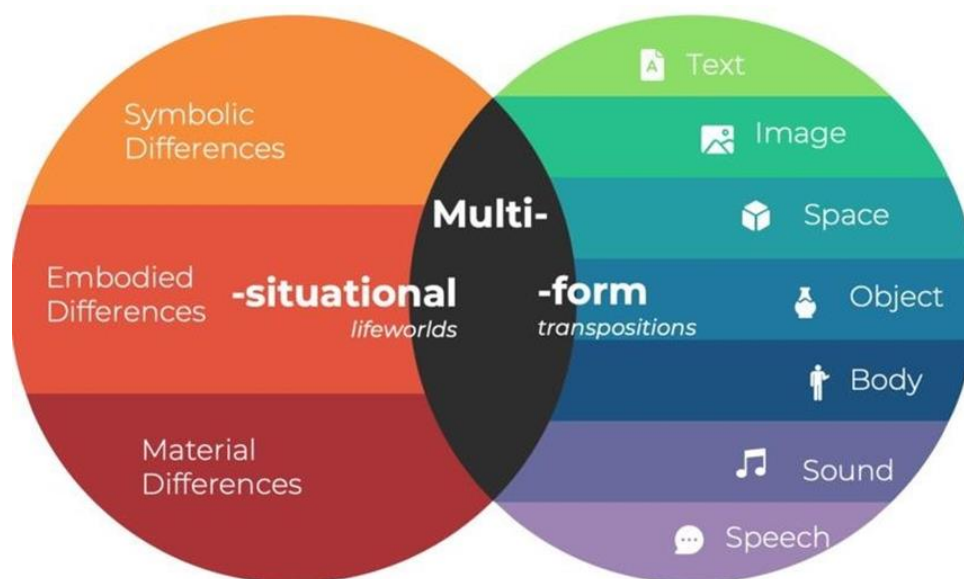 Symbolic
Differences
Embodied
Differences
Material
Differences
Multi-
-situational
lifeworlds
-form
transpositions
A
Text
Image
Space
Object
Body
Sound
Speech